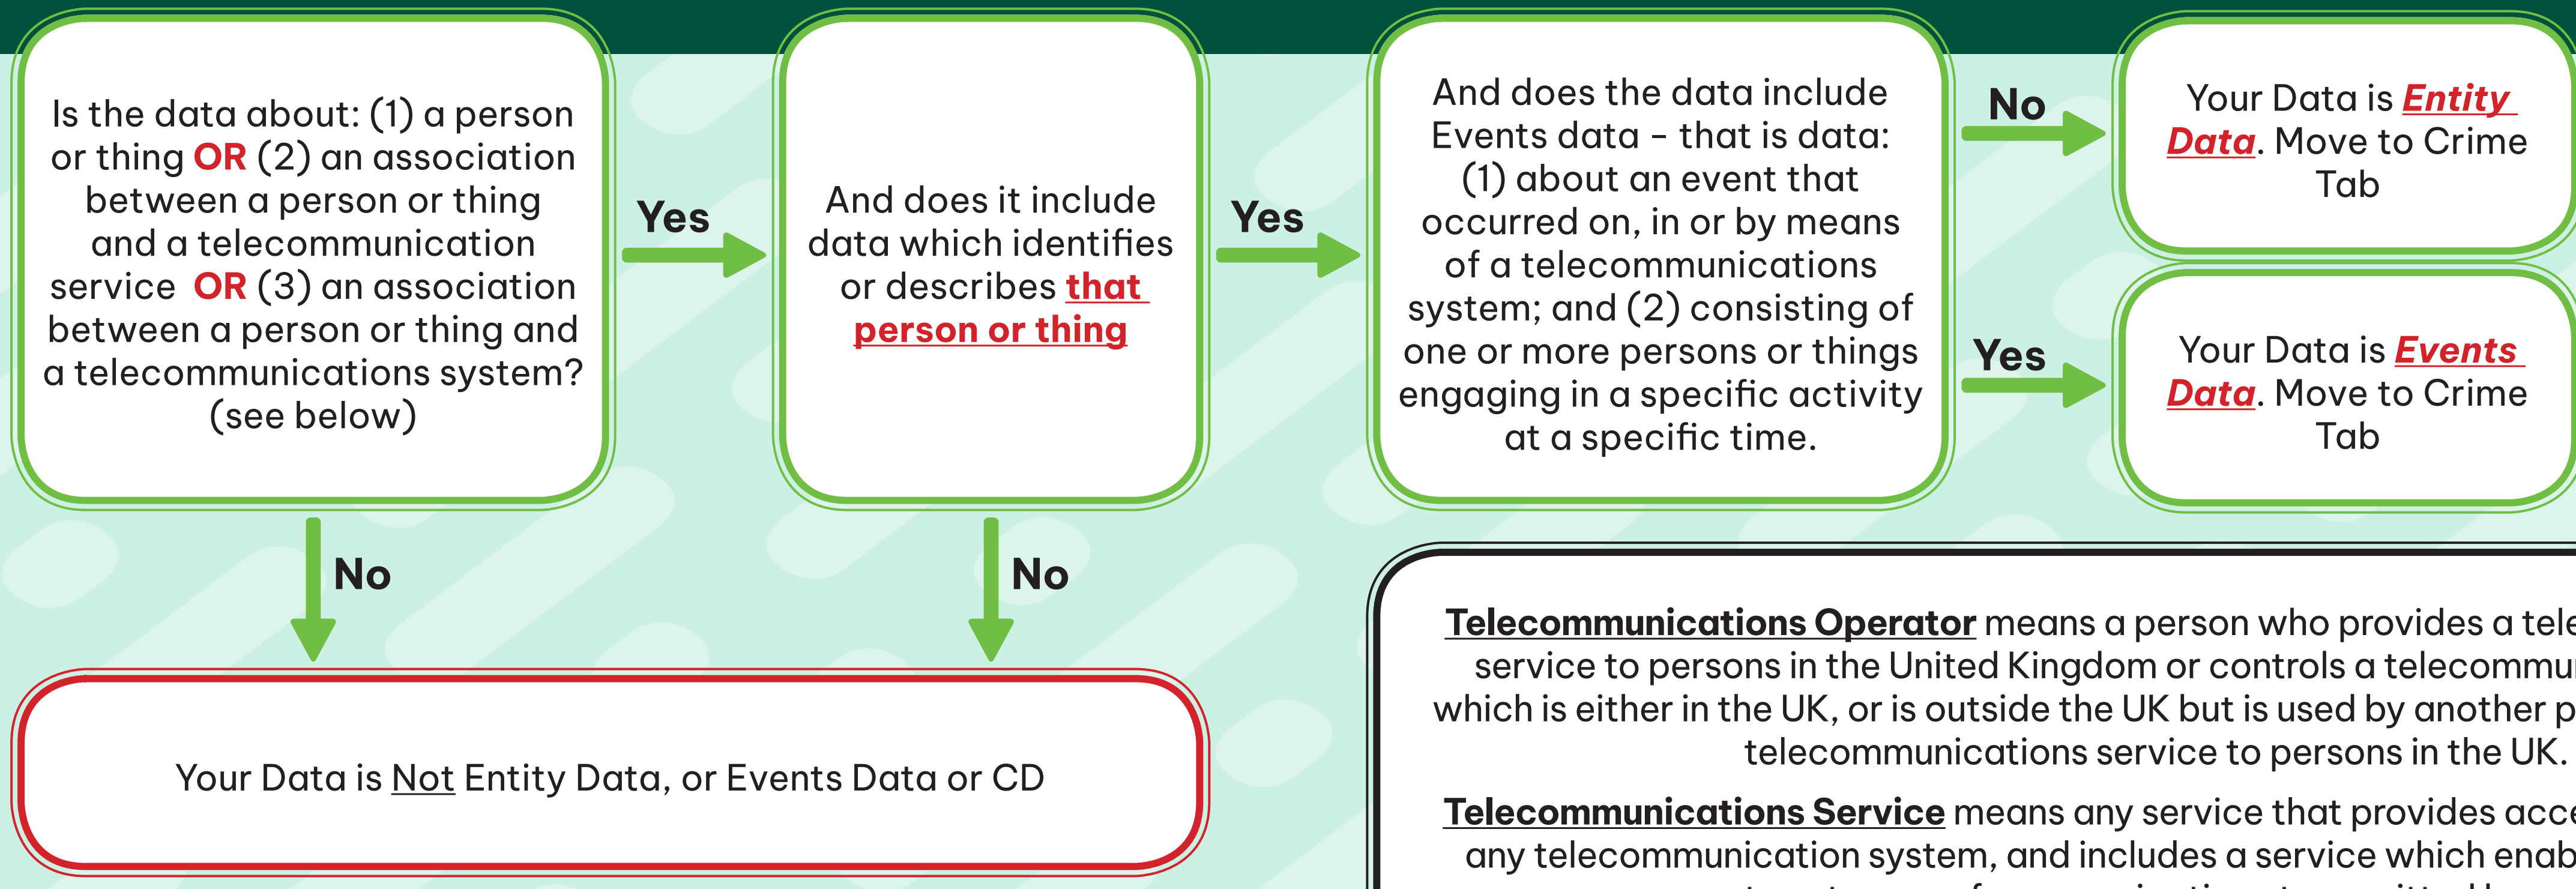 Is the data about: (1) a person
or thing OR (2) an association
between a person or thing
and a telecommunication
service OR (3) an association
between a person or thing and
a telecommunications system?
(see below)
Yes
No
And does it include
data which identifies
or describes that
person or thing
Yes
No
And does the data include
Events data – that is data:
(1) about an event that
occurred on, in or by means
of a telecommunications
system; and (2) consisting of
one or more persons or things
engaging in a specific activity
at a specific time.
No
Your Data is Entity
Data. Move to Crime
Tab
Yes
Your Data is Events
Data. Move to Crime
Tab
Your Data is Not Entity Data, or Events Data or CD
Telecommunications Operator means a person who provides a tele
service to persons in the United Kingdom or controls a telecommu
which is either in the UK, or is outside the UK but is used by another p
telecommunications service to persons in the UK.
Telecommunications Service means any service that provides acce
any telecommunication system, and includes a service which enab